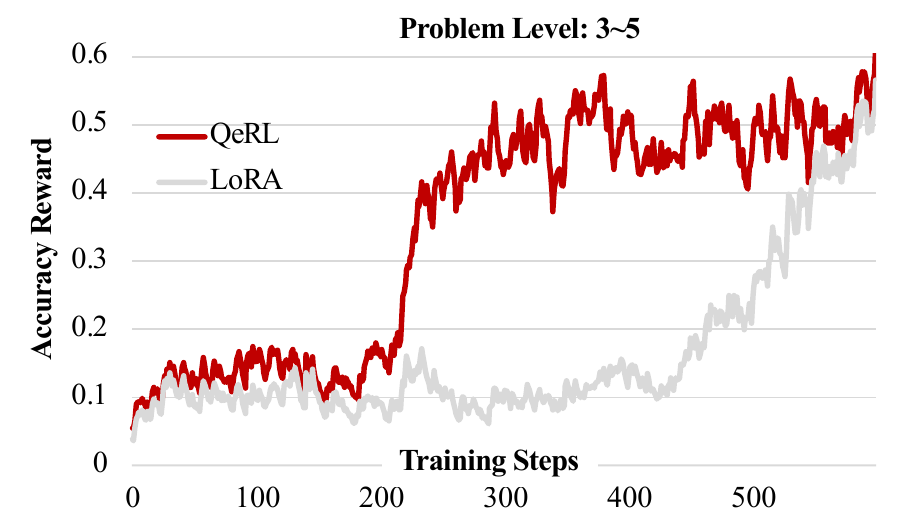 Problem Level: 3~5
0.6
0.5
0.4
0.3
0.2
0.1
0
Accuracy Reward
QeRL
LoRA
Training Steps
0 100 200 300 400 500